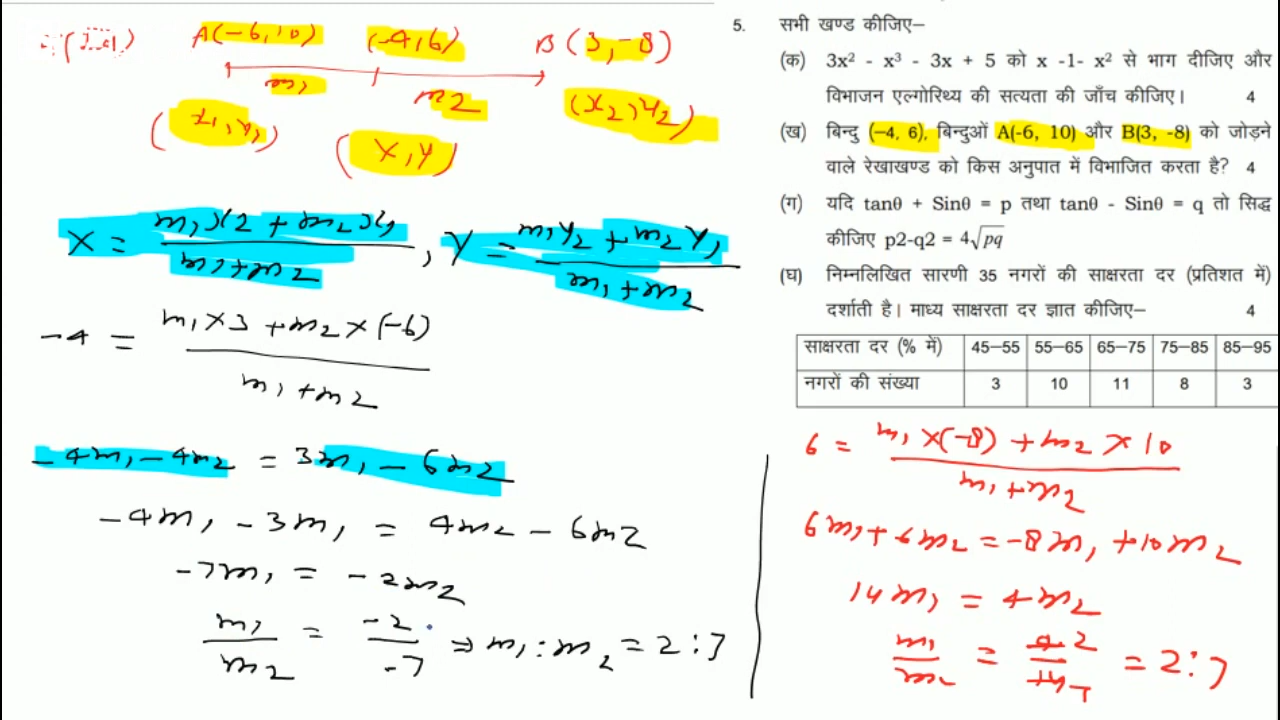 A(-6,10) (-4,6) B (3,-8)
m₁ m2
(x₁,y₁) (x,y) (x₂,y₂)
x = m₁x2 + m₂x₁ / m₁+m2 , y = m₁y₂ + m₂y₁ / m₁+m2
-4 = m₁×3 + m₂×(-6) / m₁+m2
-4m₁-4m2 = 3m₁-6m2
-4m₁-3m₁ = 4m2-6m2
-7m₁ = -2m2
m₁/m2 = -2/-7 ⇒ m₁:m₂ = 2:7
5. सभी खण्ड कीजिए–
(क) 3x² - x³ - 3x + 5 को x -1- x² से भाग दीजिए और
विभाजन एल्गोरिथ्य की सत्यता की जाँच कीजिए। 4
(ख) बिन्दु (–4, 6), बिन्दुओं A(-6, 10) और B(3, -8) को जोड़ने
वाले रेखाखण्ड को किस अनुपात में विभाजित करता है? 4
(ग) यदि tanθ + Sinθ = p तथा tanθ - Sinθ = q तो सिद्ध
कीजिए p2-q2 = 4√pq
(घ) निम्नलिखित सारणी 35 नगरों की साक्षरता दर (प्रतिशत में)
दर्शाती है। माध्य साक्षरता दर ज्ञात कीजिए– 4
साक्षरता दर (% में) 45–55 55–65 65–75 75–85 85–95
नगरों की संख्या 3 10 11 8 3
6 = m₁×(-8) + m₂×10 / m₁+m2
6m₁+6m₂ = -8m₁+10m₂
14m₁ = 4m2
m₁/m₂ = 4 2/14 7 = 2:7